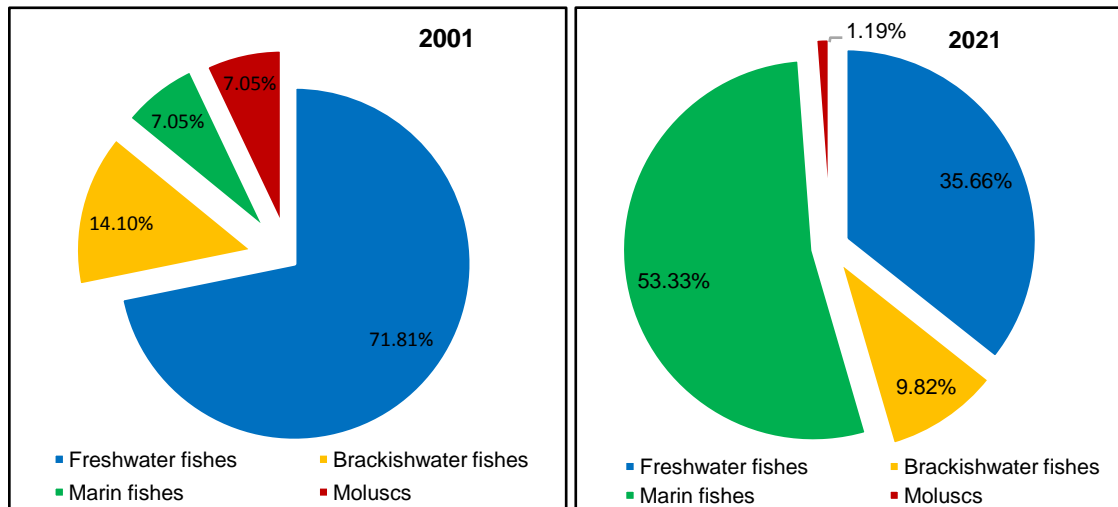 2001
7.05%
7.05%
14.10%
71.81%
Freshwater fishes Brackishwater fishes
Marin fishes Moluscs
2021
1.19%
35.66%
53.33%
9.82%
Freshwater fishes Brackishwater fishes
Marin fishes Moluscs